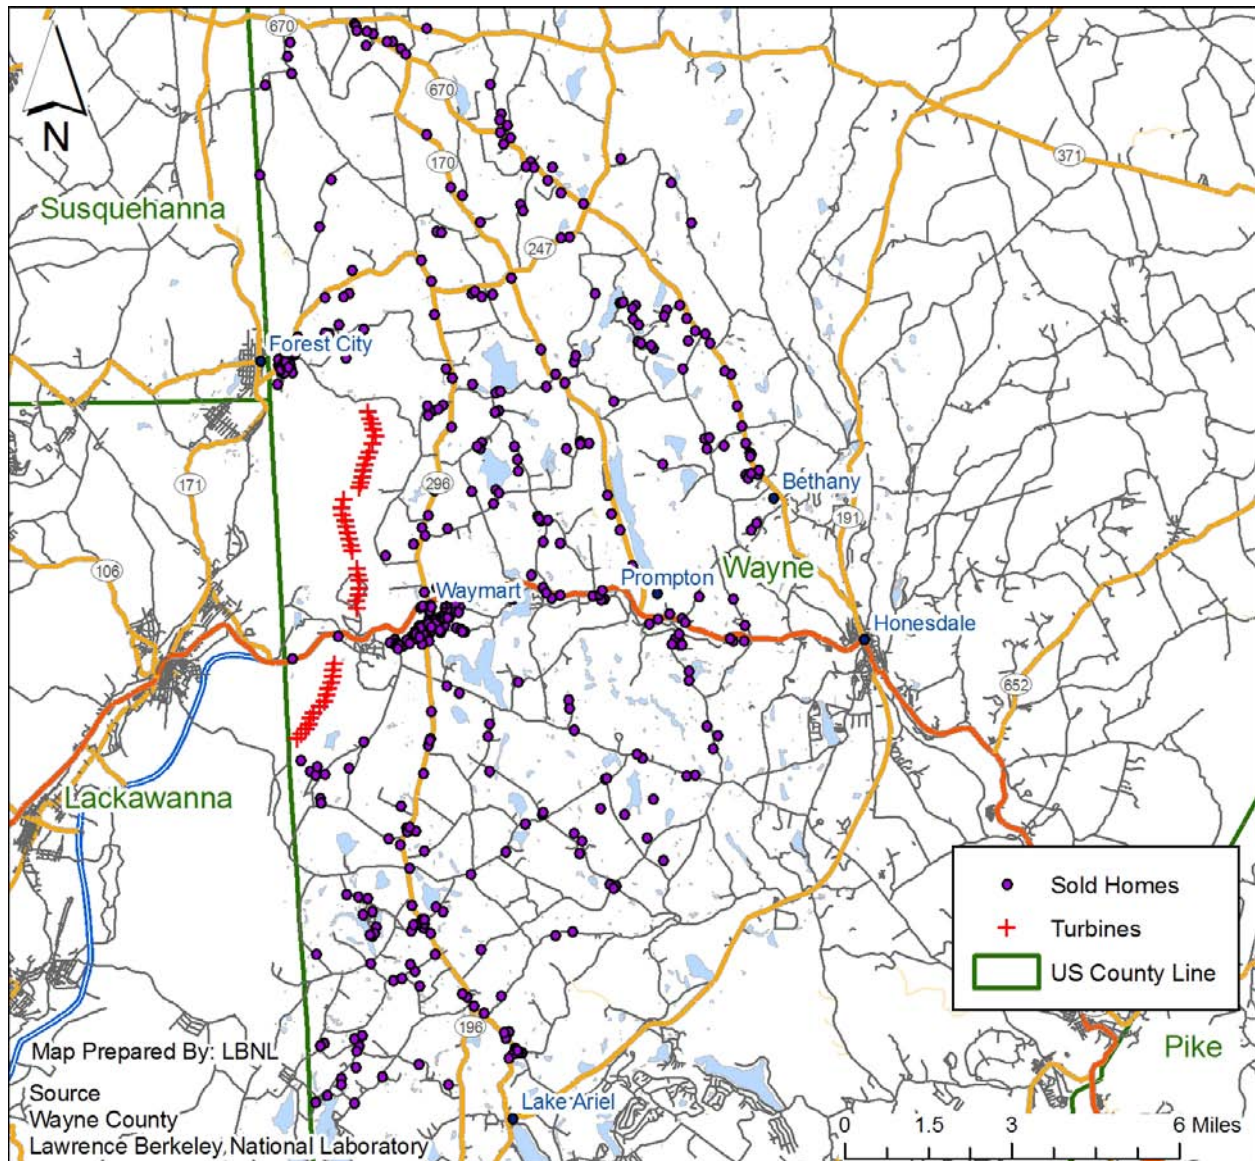 670
670
N
371
170
Susquehanna
247
Forest City
171
296
Bethany
191
106
Prompton
Wayne
Waymart
Honesdale
652
Lackawanna
Sold Homes
Turbines
US County Line
196
Pike
Map Prepared By: LBNL
Source
Lake Ariel
Wayne County
Lawrence Berkeley National Laboratory
0 1.5 3 6 Miles